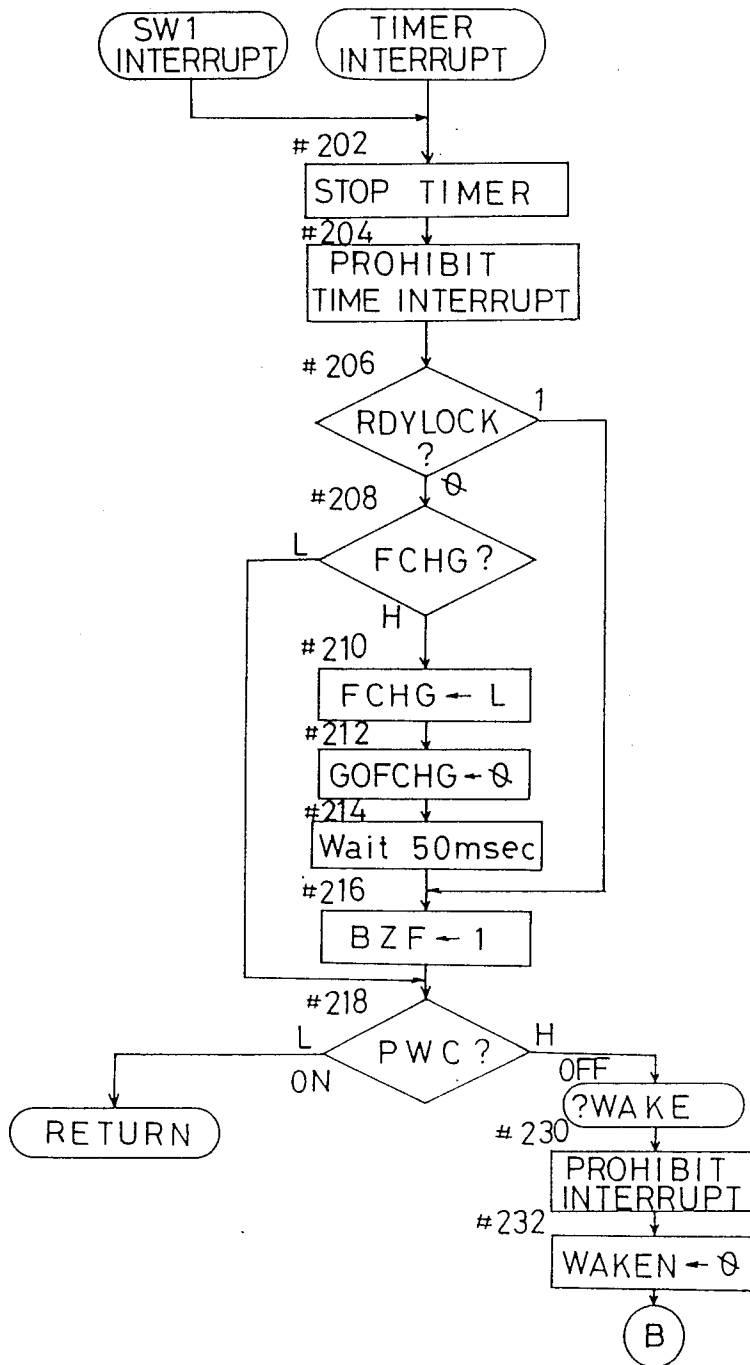 SW1
INTERRUPT
TIMER
INTERRUPT
#202
STOP TIMER
#204
PROHIBIT
TIME INTERRUPT
#206
RDYLOCK
?
1
0
#208
FCHG?
L
H
#210
FCHG ← L
#212
GOFCHG ← 0
#214
Wait 50msec
#216
BZF ← 1
#218
PWC?
L
ON
H
OFF
RETURN
?WAKE
#230
PROHIBIT
INTERRUPT
#232
WAKEN ← 0
B